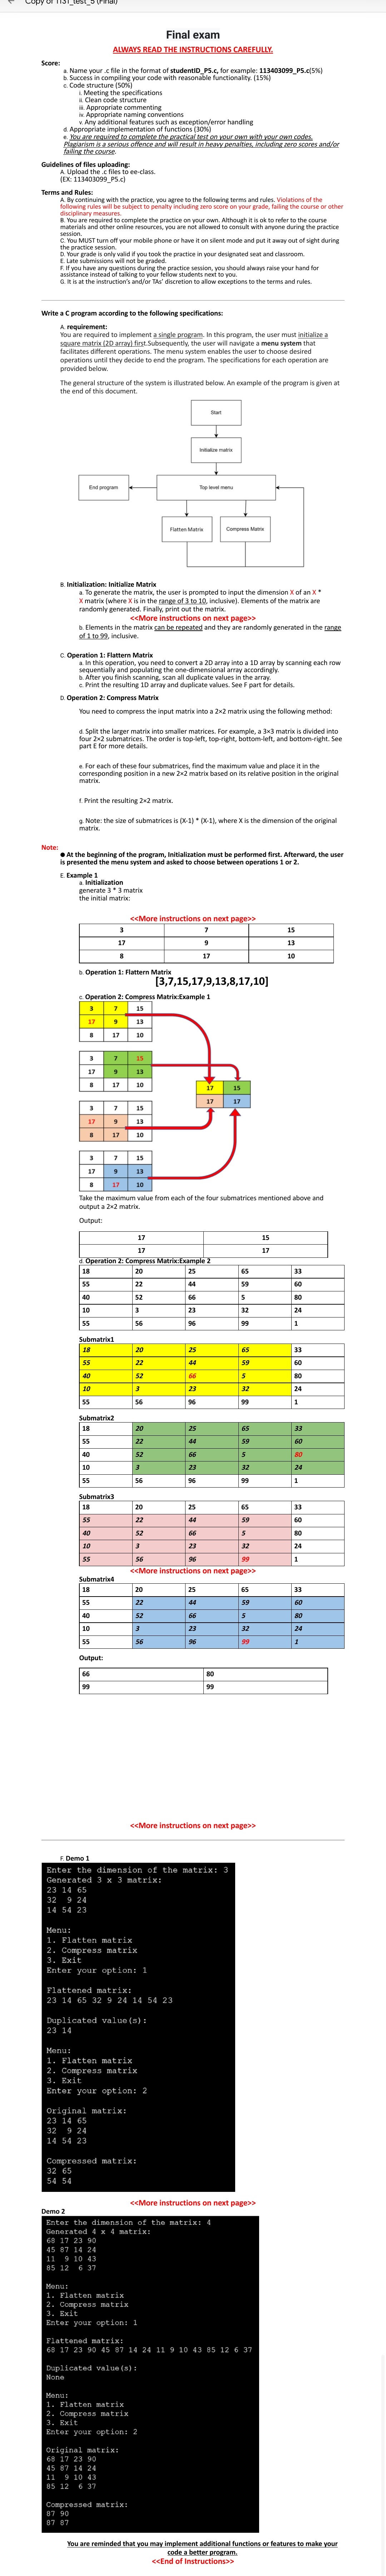 Copy of 1131_test_5 (Final)
Final exam
ALWAYS READ THE INSTRUCTIONS CAREFULLY.
Score:
a. Name your .c file in the format of studentID_P5.c, for example: 113403099_P5.c(5%)
b. Success in compiling your code with reasonable functionality. (15%)
c. Code structure (50%)
i. Meeting the specifications
ii. Clean code structure
iii. Appropriate commenting
iv. Appropriate naming conventions
v. Any additional features such as exception/error handling
d. Appropriate implementation of functions (30%)
e. You are required to complete the practical test on your own with your own codes.
Plagiarism is a serious offence and will result in heavy penalties, including zero scores and/or
failing the course.
Guidelines of files uploading:
A. Upload the .c files to ee-class.
(EX: 113403099_P5.c)
Terms and Rules:
A. By continuing with the practice, you agree to the following terms and rules. Violations of the
following rules will be subject to penalty including zero score on your grade, failing the course or other
disciplinary measures.
B. You are required to complete the practice on your own. Although it is ok to refer to the course
materials and other online resources, you are not allowed to consult with anyone during the practice
session.
C. You MUST turn off your mobile phone or have it on silent mode and put it away out of sight during
the practice session.
D. Your grade is only valid if you took the practice in your designated seat and classroom.
E. Late submissions will not be graded.
F. If you have any questions during the practice session, you should always raise your hand for
assistance instead of talking to your fellow students next to you.
G. It is at the instruction's and/or TAs' discretion to allow exceptions to the terms and rules.
Write a C program according to the following specifications:
A. requirement:
You are required to implement a single program. In this program, the user must initialize a
square matrix (2D array) first.Subsequently, the user will navigate a menu system that
facilitates different operations. The menu system enables the user to choose desired
operations until they decide to end the program. The specifications for each operation are
provided below.
The general structure of the system is illustrated below. An example of the program is given at
the end of this document.
Start
Initialize matrix
End program
Top level menu
Flatten Matrix
Compress Matrix
B. Initialization: Initialize Matrix
a. To generate the matrix, the user is prompted to input the dimension X of an X *
X matrix (where X is in the range of 3 to 10, inclusive). Elements of the matrix are
randomly generated. Finally, print out the matrix.
<<More instructions on next page>>
b. Elements in the matrix can be repeated and they are randomly generated in the range
of 1 to 99, inclusive.
C. Operation 1: Flattern Matrix
a. In this operation, you need to convert a 2D array into a 1D array by scanning each row
sequentially and populating the one-dimensional array accordingly.
b. After you finish scanning, scan all duplicate values in the array.
c. Print the resulting 1D array and duplicate values. See F part for details.
D. Operation 2: Compress Matrix
You need to compress the input matrix into a 2×2 matrix using the following method:
d. Split the larger matrix into smaller matrices. For example, a 3×3 matrix is divided into
four 2×2 submatrices. The order is top-left, top-right, bottom-left, and bottom-right. See
part E for more details.
e. For each of these four submatrices, find the maximum value and place it in the
corresponding position in a new 2×2 matrix based on its relative position in the original
matrix.
f. Print the resulting 2×2 matrix.
g. Note: the size of submatrices is (X-1) * (X-1), where X is the dimension of the original
matrix.
Note:
● At the beginning of the program, Initialization must be performed first. Afterward, the user
is presented the menu system and asked to choose between operations 1 or 2.
E. Example 1
a. Initialization
generate 3 * 3 matrix
the initial matrix:
<<More instructions on next page>>
3 7 15
17 9 13
8 17 10
b. Operation 1: Flattern Matrix
[3,7,15,17,9,13,8,17,10]
c. Operation 2: Compress Matrix:Example 1
3 7 15
17 9 13
8 17 10
3 7 15
17 9 13
8 17 10
17 15
17 17
3 7 15
17 9 13
8 17 10
3 7 15
17 9 13
8 17 10
Take the maximum value from each of the four submatrices mentioned above and
output a 2×2 matrix.
Output:
17 15
17 17
d. Operation 2: Compress Matrix:Example 2
18 20 25 65 33
55 22 44 59 60
40 52 66 5 80
10 3 23 32 24
55 56 96 99 1
Submatrix1
18 20 25 65 33
55 22 44 59 60
40 52 66 5 80
10 3 23 32 24
55 56 96 99 1
Submatrix2
18 20 25 65 33
55 22 44 59 60
40 52 66 5 80
10 3 23 32 24
55 56 96 99 1
Submatrix3
18 20 25 65 33
55 22 44 59 60
40 52 66 5 80
10 3 23 32 24
55 56 96 99 1
<<More instructions on next page>>
Submatrix4
18 20 25 65 33
55 22 44 59 60
40 52 66 5 80
10 3 23 32 24
55 56 96 99 1
Output:
66 80
99 99
<<More instructions on next page>>
F. Demo 1
Enter the dimension of the matrix: 3
Generated 3 x 3 matrix:
23 14 65
32 9 24
14 54 23
Menu:
1. Flatten matrix
2. Compress matrix
3. Exit
Enter your option: 1
Flattened matrix:
23 14 65 32 9 24 14 54 23
Duplicated value(s):
23 14
Menu:
1. Flatten matrix
2. Compress matrix
3. Exit
Enter your option: 2
Original matrix:
23 14 65
32 9 24
14 54 23
Compressed matrix:
32 65
54 54
<<More instructions on next page>>
Demo 2
Enter the dimension of the matrix: 4
Generated 4 x 4 matrix:
68 17 23 90
45 87 14 24
11 9 10 43
85 12 6 37
Menu:
1. Flatten matrix
2. Compress matrix
3. Exit
Enter your option: 1
Flattened matrix:
68 17 23 90 45 87 14 24 11 9 10 43 85 12 6 37
Duplicated value(s):
None
Menu:
1. Flatten matrix
2. Compress matrix
3. Exit
Enter your option: 2
Original matrix:
68 17 23 90
45 87 14 24
11 9 10 43
85 12 6 37
Compressed matrix:
87 90
87 87
You are reminded that you may implement additional functions or features to make your
code a better program.
<<End of Instructions>>